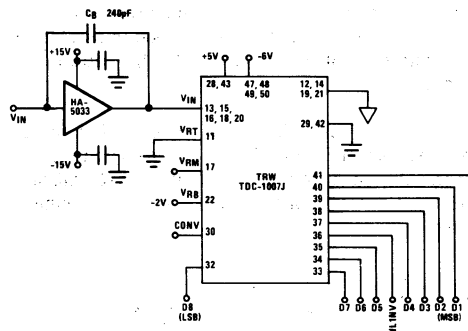 CB 240pF
+15V
+5V
-6V
HA-
5033
VIN
-15V
28, 43
47, 48
49, 50
12, 14
19, 21
VIN
13, 15,
16, 18, 20
VRT
11
29, 42
VRM
17
TRW
TDC-1007J
-2V
VRB
22
CONV
30
32
41
40
39
38
37
36
35
34
33
D8
(LSB)
D7
D6
D5
D4
D3
D2
D1
(MSB)